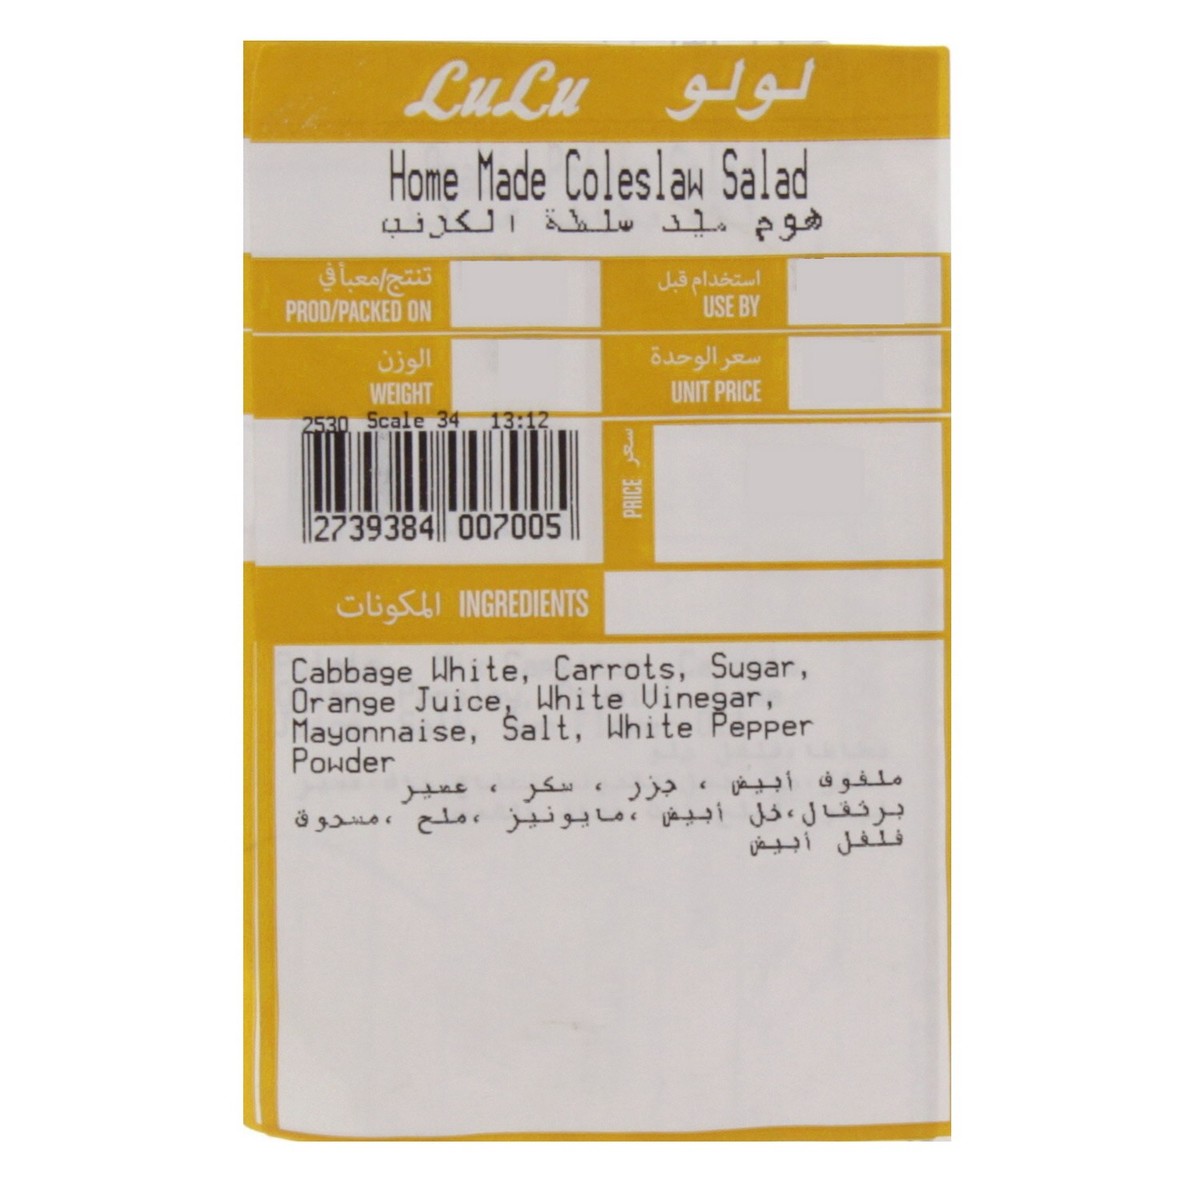 LuLu لولو
Home Made Coleslaw Salad
هوم ميد سلطة الكرنب
تنتج/معبأ في
PROD/PACKED ON
استخدام قبل
USE BY
الوزن
WEIGHT
سعر الوحدة
UNIT PRICE
2530 Scale 34 13:12
2739384 007005
سعر
PRICE
المكونات INGREDIENTS
Cabbage White, Carrots, Sugar,
Orange Juice, White Vinegar,
Mayonnaise, Salt, White Pepper
Powder
ملفوف أبيض ، جزر ، سكر ، عصير
برتقال،خل أبيض ،مايونيز ،ملح ،مسحوق
فلفل أبيض